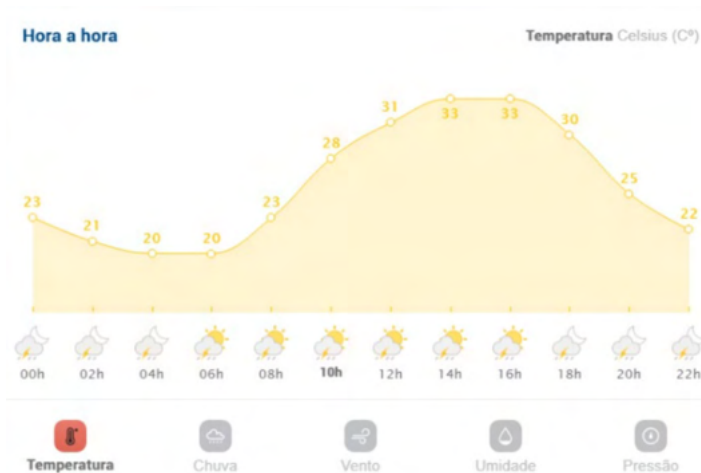 Hora a hora
Temperatura Celsius (Cº)
33 33
31
30
28
25
23 23
22
21
20 20
00h 02h 04h 06h 08h 10h 12h 14h 16h 18h 20h 22h
Temperatura Chuva Vento Umidade Pressão